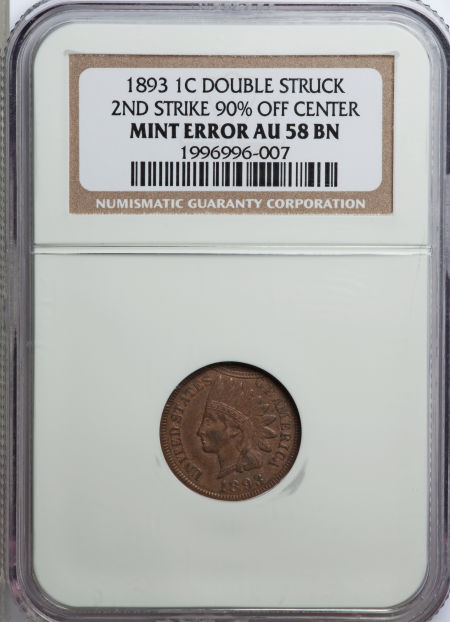 1893 1C DOUBLE STRUCK
2ND STRIKE 90% OFF CENTER
MINT ERROR AU 58 BN
1996996-007
NUMISMATIC GUARANTY CORPORATION
UNITED STATES OF AMERICA
1893